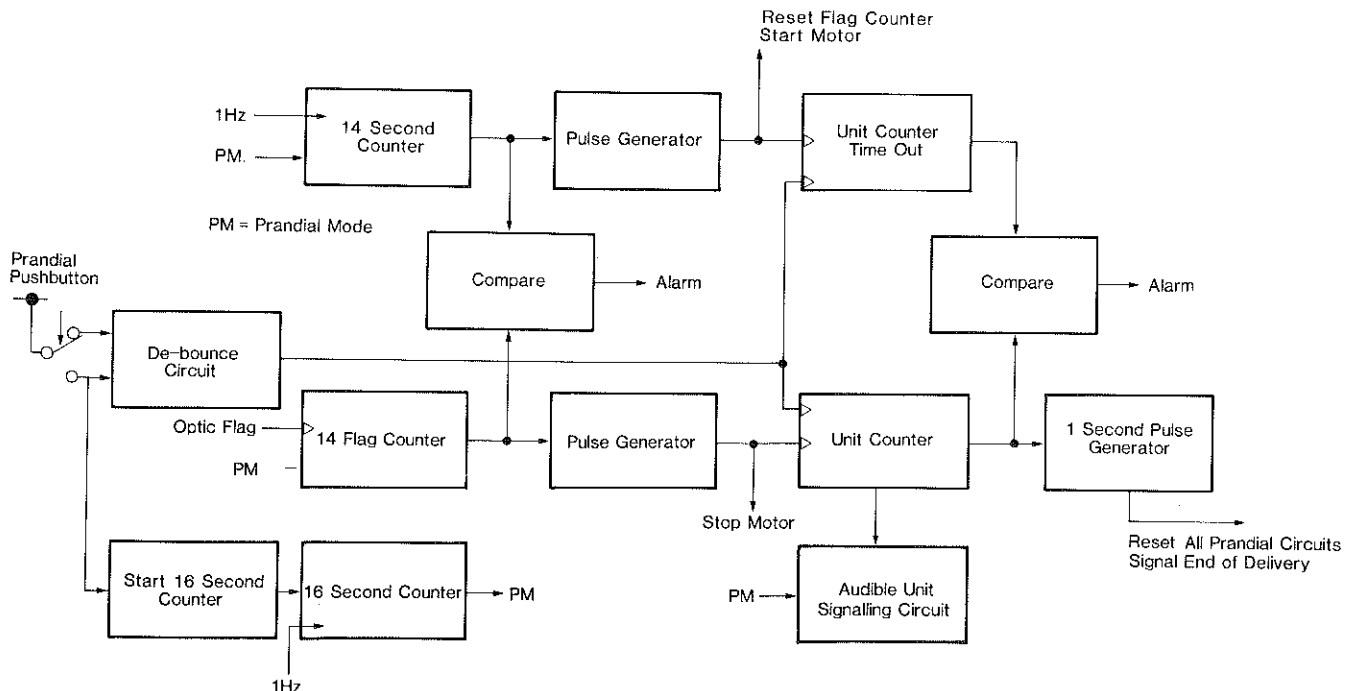 Reset Flag Counter
Start Motor
1Hz
14 Second
Counter
Pulse Generator
Unit Counter
Time Out
PM.
PM = Prandial Mode
Prandial
Pushbutton
Compare
Alarm
Compare
Alarm
De-bounce
Circuit
Optic Flag
14 Flag Counter
Pulse Generator
Unit Counter
1 Second Pulse
Generator
PM
Stop Motor
Reset All Prandial Circuits
Signal End of Delivery
Start 16 Second
Counter
16 Second Counter
PM
PM
Audible Unit
Signalling Circuit
1Hz